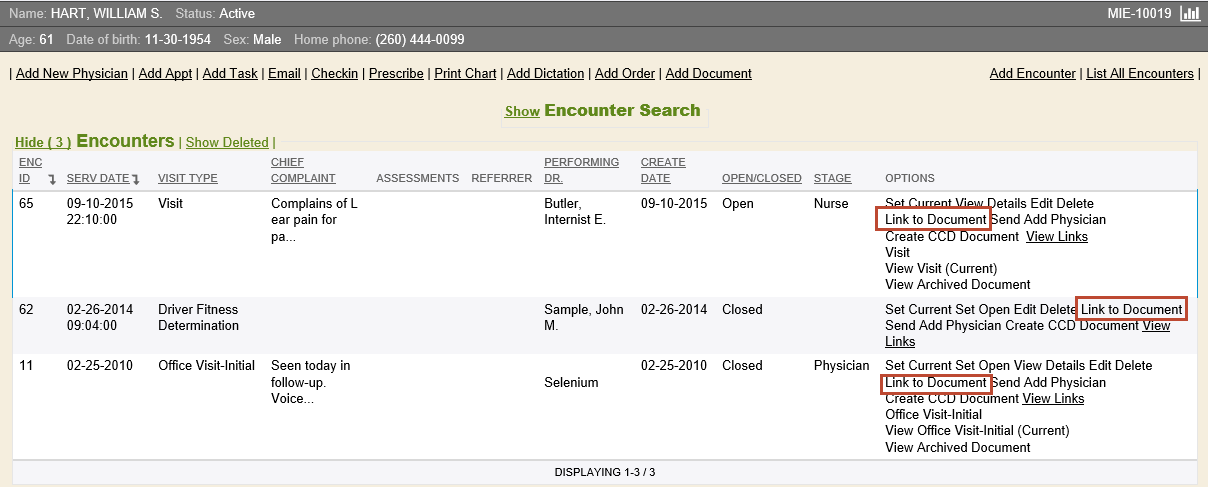 Name: HART, WILLIAM S. Status: Active MIE-10019
Age: 61 Date of birth: 11-30-1954 Sex: Male Home phone: (260) 444-0099
| Add New Physician | Add Appt | Add Task | Email | Checkin | Prescribe | Print Chart | Add Dictation | Add Order | Add Document Add Encounter | List All Encounters |
Show Encounter Search
Hide ( 3 ) Encounters | Show Deleted |
ENC ID SERV DATE VISIT TYPE CHIEF COMPLAINT ASSESSMENTS REFERRER PERFORMING DR. CREATE DATE OPEN/CLOSED STAGE OPTIONS
65 09-10-2015 Visit Complains of L Butler, 09-10-2015 Open Nurse Set Current View Details Edit Delete
22:10:00 ear pain for Internist E. Link to Document Send Add Physician
pa... Create CCD Document View Links
Visit
View Visit (Current)
View Archived Document
62 02-26-2014 Driver Fitness Sample, John 02-26-2014 Closed Set Current Set Open Edit Delete Link to Document
09:04:00 Determination M. Send Add Physician Create CCD Document View
Links
11 02-25-2010 Office Visit-Initial Seen today in 02-25-2010 Closed Physician Set Current Set Open View Details Edit Delete
follow-up. Selenium Link to Document Send Add Physician
Voice... Create CCD Document View Links
Office Visit-Initial
View Office Visit-Initial (Current)
View Archived Document
DISPLAYING 1-3 / 3